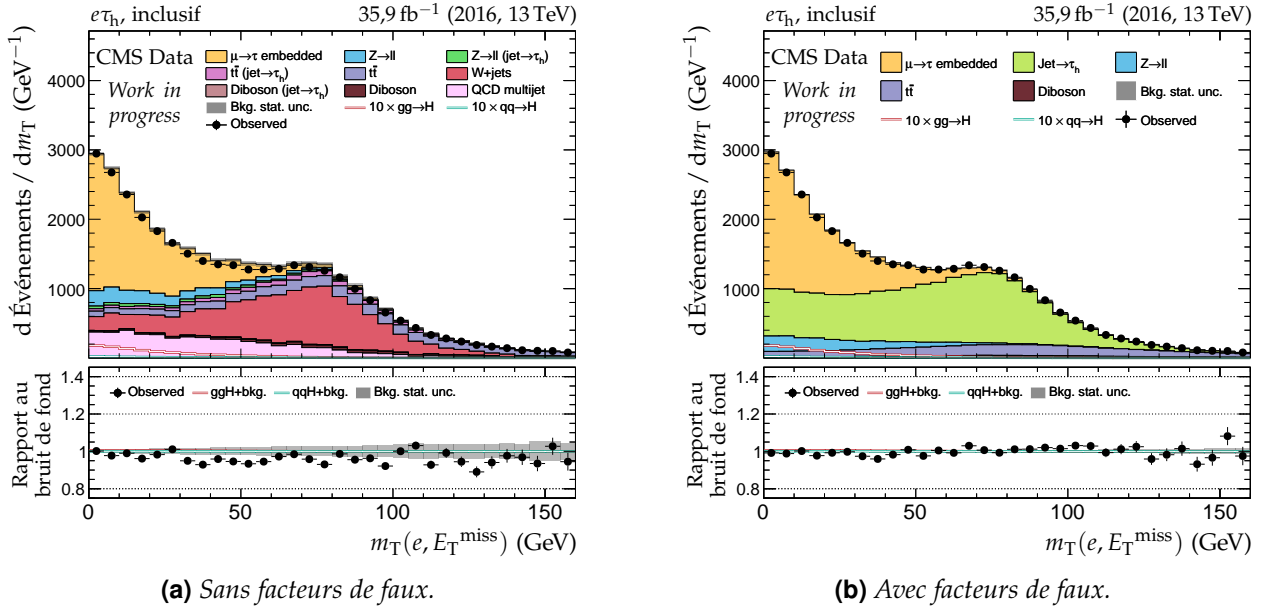 eτh, inclusif 35,9 fb−1 (2016, 13 TeV)
CMS Data
Work in
progress
μ→τ embedded Z→ll Z→ll (jet→τh)
tt̄ (jet→τh) tt̄ W+jets
Diboson (jet→τh) Diboson QCD multijet
Bkg. stat. unc. 10 × gg→H 10 × qq→H
Observed
d Événements / dmT (GeV−1)
4000
3000
2000
1000
Observed ggH+bkg. qqH+bkg. Bkg. stat. unc.
Rapport au
bruit de fond
1.4
1.2
1
0.8
0 50 100 150
mT(e, ETmiss) (GeV)
(a) Sans facteurs de faux.
eτh, inclusif 35,9 fb−1 (2016, 13 TeV)
CMS Data
Work in
progress
μ→τ embedded Jet→τh Z→ll
tt̄ Diboson Bkg. stat. unc.
10 × gg→H 10 × qq→H Observed
d Événements / dmT (GeV−1)
4000
3000
2000
1000
Observed ggH+bkg. qqH+bkg. Bkg. stat. unc.
Rapport au
bruit de fond
1.4
1.2
1
0.8
0 50 100 150
mT(e, ETmiss) (GeV)
(b) Avec facteurs de faux.